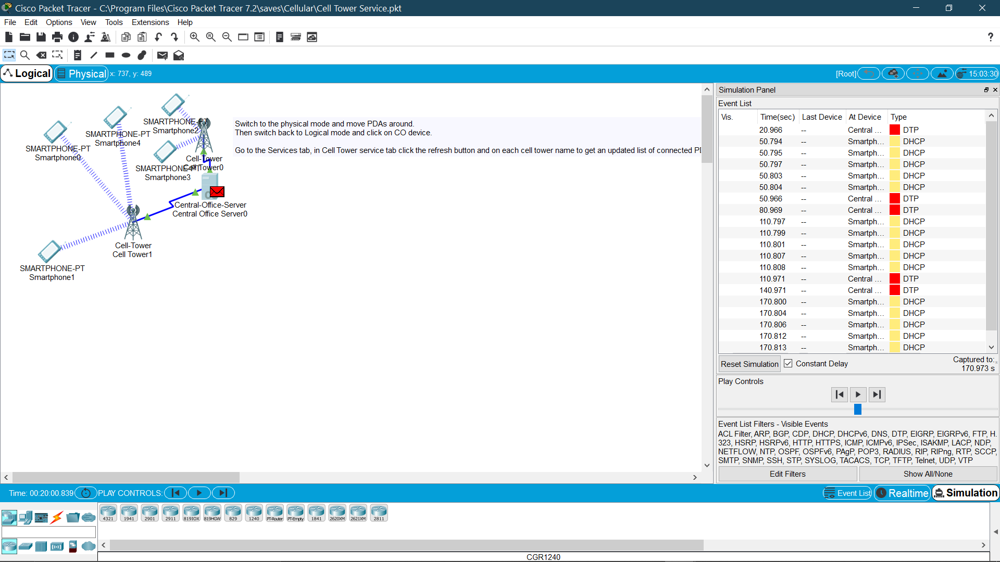 Cisco Packet Tracer - C:\Program Files\Cisco Packet Tracer 7.2\saves\Cellular\Cell Tower Service.pkt
File Edit Options View Tools Extensions Help
?
Logical Physical x: 737, y: 489 [Root] 15:03:30
SMARTPHONE-PT
Smartphone2
SMARTPHONE-PT
Smartphone4
SMARTPHONE-PT
Smartphone0
SMARTPHONE-PT
Smartphone3
Cell-Tower
Cell Tower0
Central-Office-Server
Central Office Server0
Cell-Tower
Cell Tower1
SMARTPHONE-PT
Smartphone1
Switch to the physical mode and move PDAs around.
Then switch back to Logical mode and click on CO device.
Go to the Services tab, in Cell Tower service tab click the refresh button and on each cell tower name to get an updated list of connected
Simulation Panel
Event List
Vis. Time(sec) Last Device At Device Type
20.966 -- Central ... DTP
50.794 -- Smartph... DHCP
50.795 -- Smartph... DHCP
50.797 -- Smartph... DHCP
50.803 -- Smartph... DHCP
50.804 -- Smartph... DHCP
50.966 -- Central ... DTP
80.969 -- Central ... DTP
110.797 -- Smartph... DHCP
110.799 -- Smartph... DHCP
110.801 -- Smartph... DHCP
110.807 -- Smartph... DHCP
110.808 -- Smartph... DHCP
110.971 -- Central ... DTP
140.971 -- Central ... DTP
170.800 -- Smartph... DHCP
170.804 -- Smartph... DHCP
170.806 -- Smartph... DHCP
170.812 -- Smartph... DHCP
170.813 -- Smartph... DHCP
Reset Simulation Constant Delay Captured to:
170.973 s
Play Controls
Event List Filters - Visible Events
ACL Filter, ARP, BGP, CDP, DHCP, DHCPv6, DNS, DTP, EIGRP, EIGRPv6, FTP, H.
323, HSRP, HSRPv6, HTTP, HTTPS, ICMP, ICMPv6, IPSec, ISAKMP, LACP, NDP,
NETFLOW, NTP, OSPF, OSPFv6, PAgP, POP3, RADIUS, RIP, RIPng, RTP, SCCP,
SMTP, SNMP, SSH, STP, SYSLOG, TACACS, TCP, TFTP, Telnet, UDP, VTP
Edit Filters Show All/None
Time: 00:20:00.839 PLAY CONTROLS: Event List Realtime Simulation
4321 1941 2901 2911 819IOX 819HGW 829 1240 PT-Router PT-Empty 1841 2620XM 2621XM 2811
CGR1240